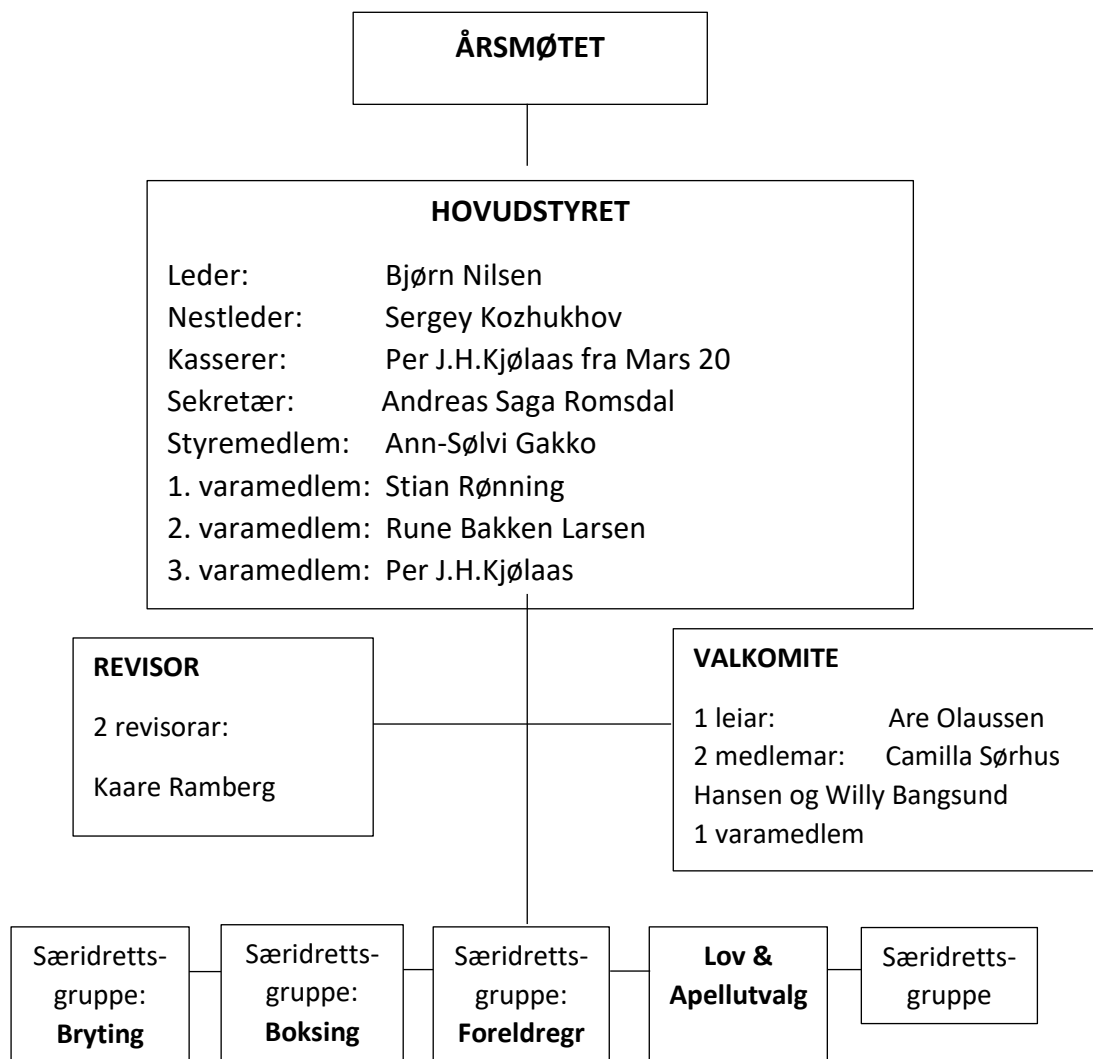 ÅRSMØTET
HOVUDSTYRET
Leder: Bjørn Nilsen
Nestleder: Sergey Kozhukhov
Kasserer: Per J.H.Kjølaas fra Mars 20
Sekretær: Andreas Saga Romsdal
Styremedlem: Ann-Sølvi Gakko
1. varamedlem: Stian Rønning
2. varamedlem: Rune Bakken Larsen
3. varamedlem: Per J.H.Kjølaas
REVISOR
2 revisorar:
Kaare Ramberg
VALKOMITE
1 leiar: Are Olaussen
2 medlemar: Camilla Sørhus
Hansen og Willy Bangsund
1 varamedlem
Særidretts-
gruppe:
Bryting
Særidretts-
gruppe:
Boksing
Særidretts-
gruppe:
Foreldregr
Lov &
Apellutvalg
Særidretts-
gruppe